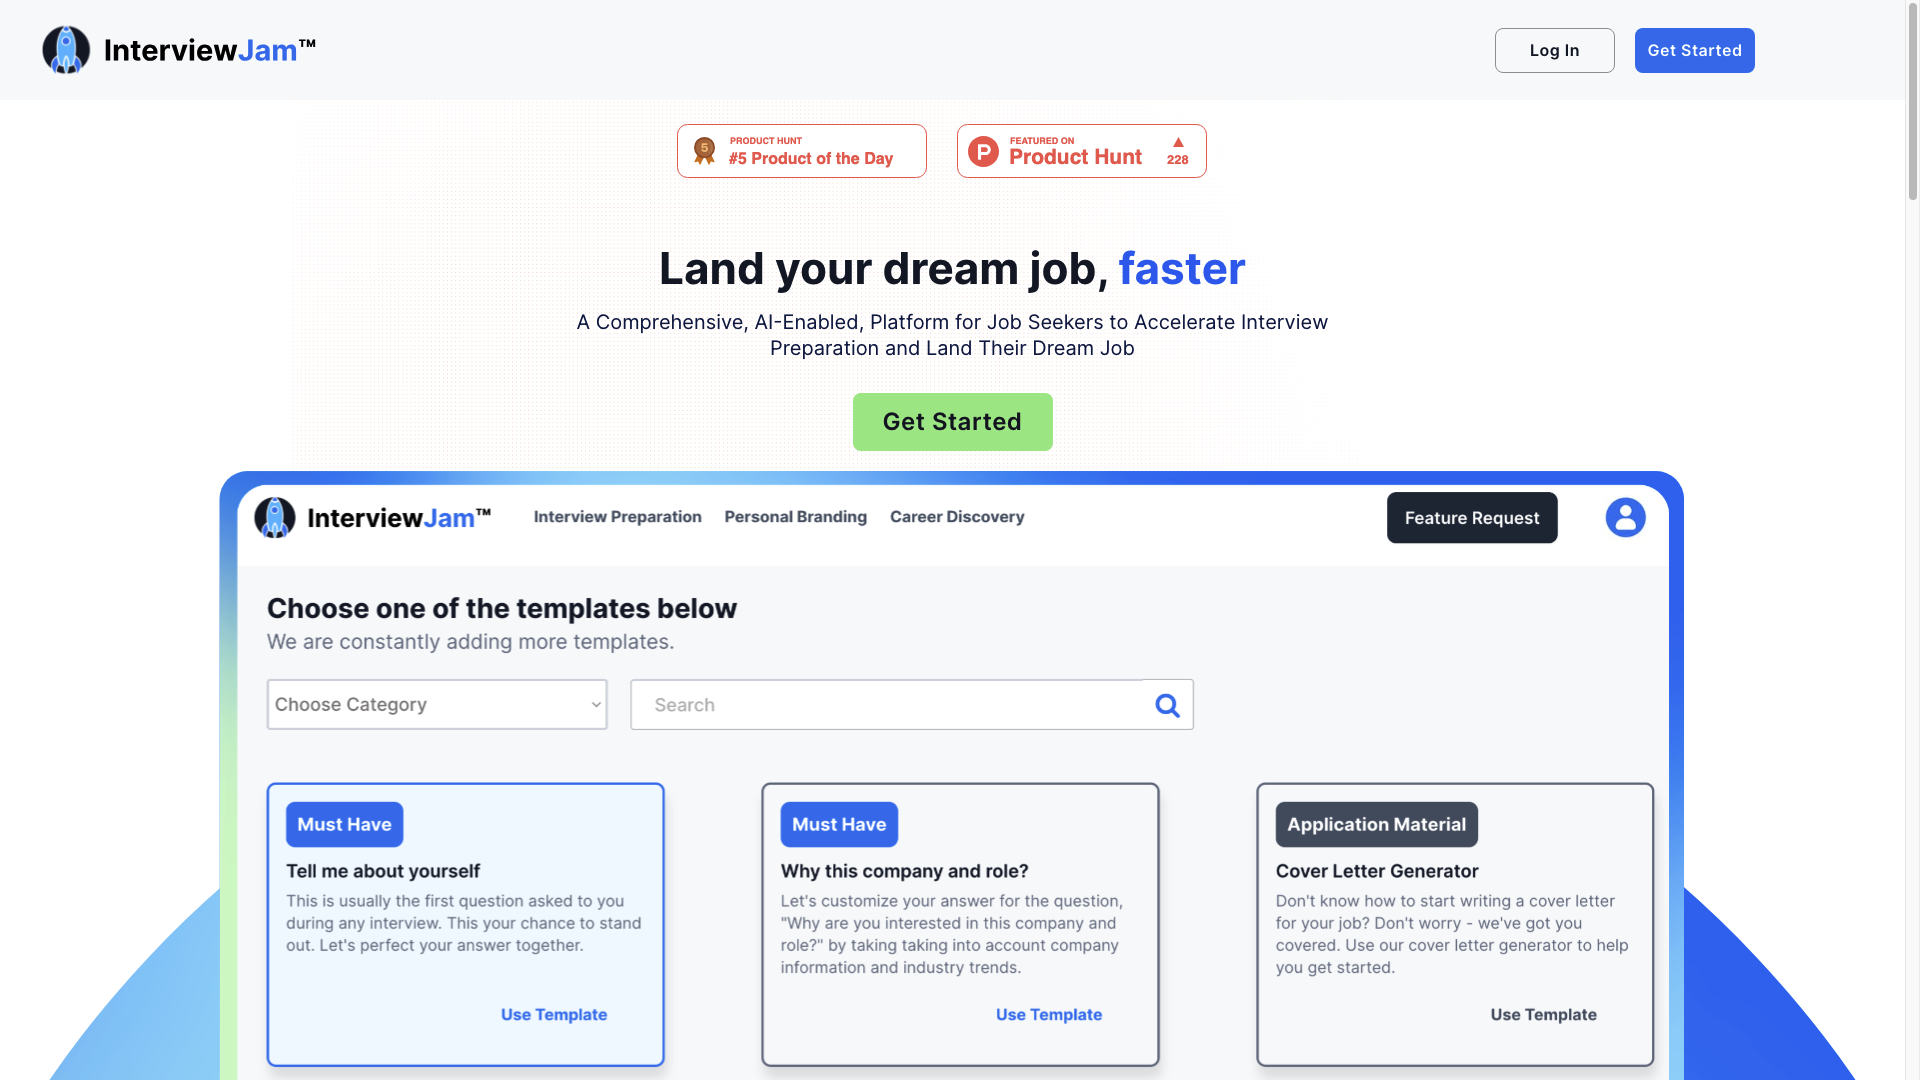 InterviewJam™
Log In
Get Started
5
PRODUCT HUNT
#5 Product of the Day
P
FEATURED ON
Product Hunt
228
Land your dream job, faster
A Comprehensive, AI-Enabled, Platform for Job Seekers to Accelerate Interview
Preparation and Land Their Dream Job
Get Started
InterviewJam™
Interview Preparation
Personal Branding
Career Discovery
Feature Request
Choose one of the templates below
We are constantly adding more templates.
Choose Category
Search
Must Have
Tell me about yourself
This is usually the first question asked to you
during any interview. This your chance to stand
out. Let's perfect your answer together.
Use Template
Must Have
Why this company and role?
Let's customize your answer for the question,
"Why are you interested in this company and
role?" by taking taking into account company
information and industry trends.
Use Template
Application Material
Cover Letter Generator
Don't know how to start writing a cover letter
for your job? Don't worry - we've got you
covered. Use our cover letter generator to help
you get started.
Use Template